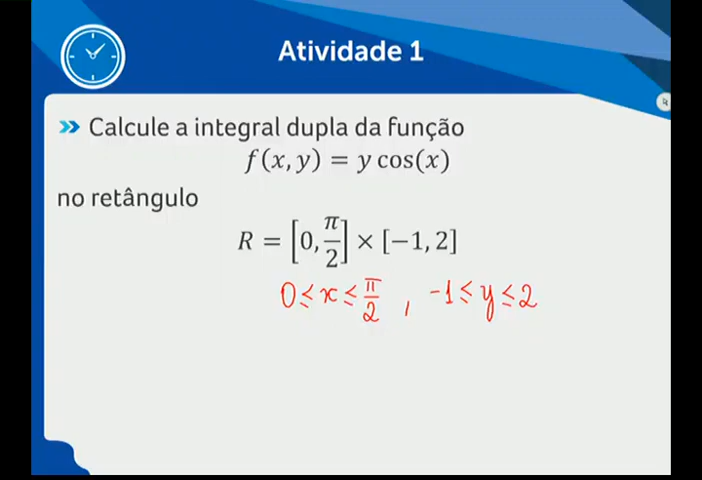 Atividade 1
Calcule a integral dupla da função
f(x, y) = y cos(x)
no retângulo
R = [0, π/2] × [−1, 2]
0 ≤ x ≤ π/2 , -1 ≤ y ≤ 2